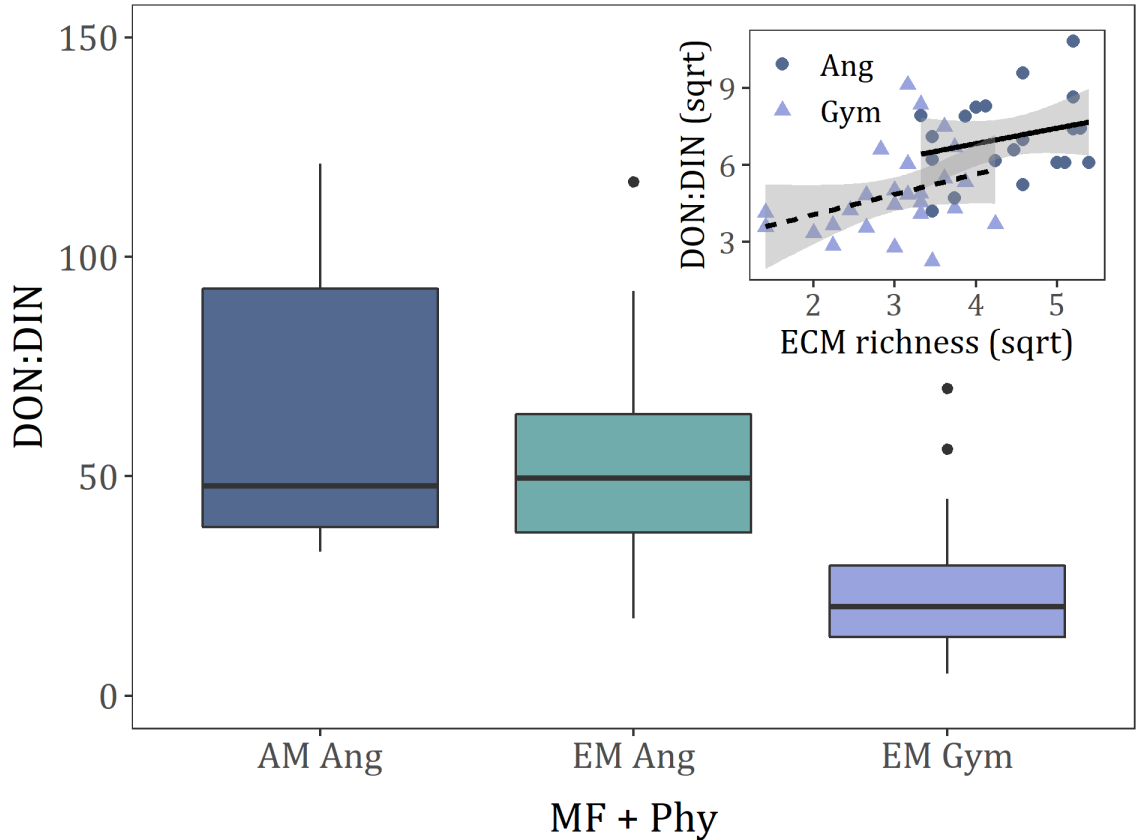 150
100
50
0
DON:DIN
AM Ang
EM Ang
EM Gym
MF + Phy
Ang
Gym
9
6
3
DON:DIN (sqrt)
2
3
4
5
ECM richness (sqrt)